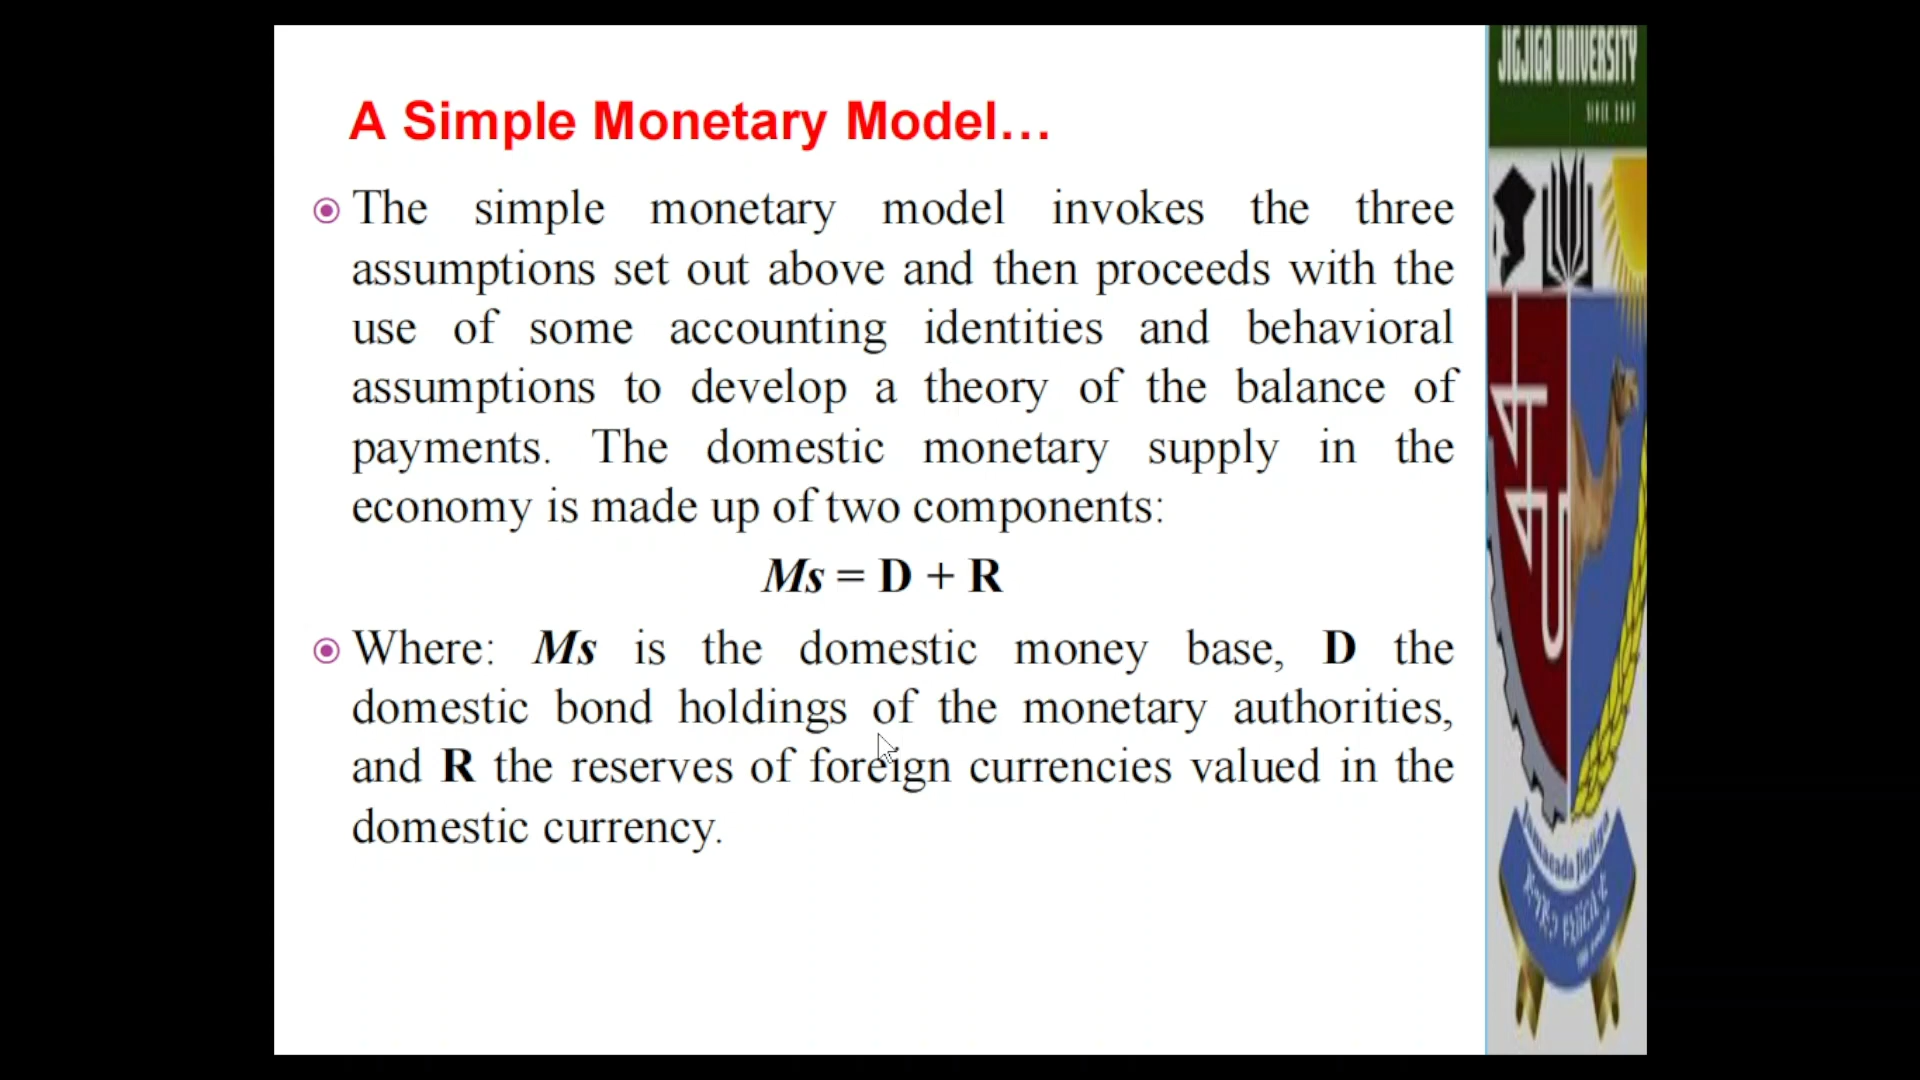 JIGJIGA UNIVERSITY
A Simple Monetary Model…
The simple monetary model invokes the three
assumptions set out above and then proceeds with the
use of some accounting identities and behavioral
assumptions to develop a theory of the balance of
payments. The domestic monetary supply in the
economy is made up of two components:
Ms = D + R
Where: Ms is the domestic money base, D the
domestic bond holdings of the monetary authorities,
and R the reserves of foreign currencies valued in the
domestic currency.